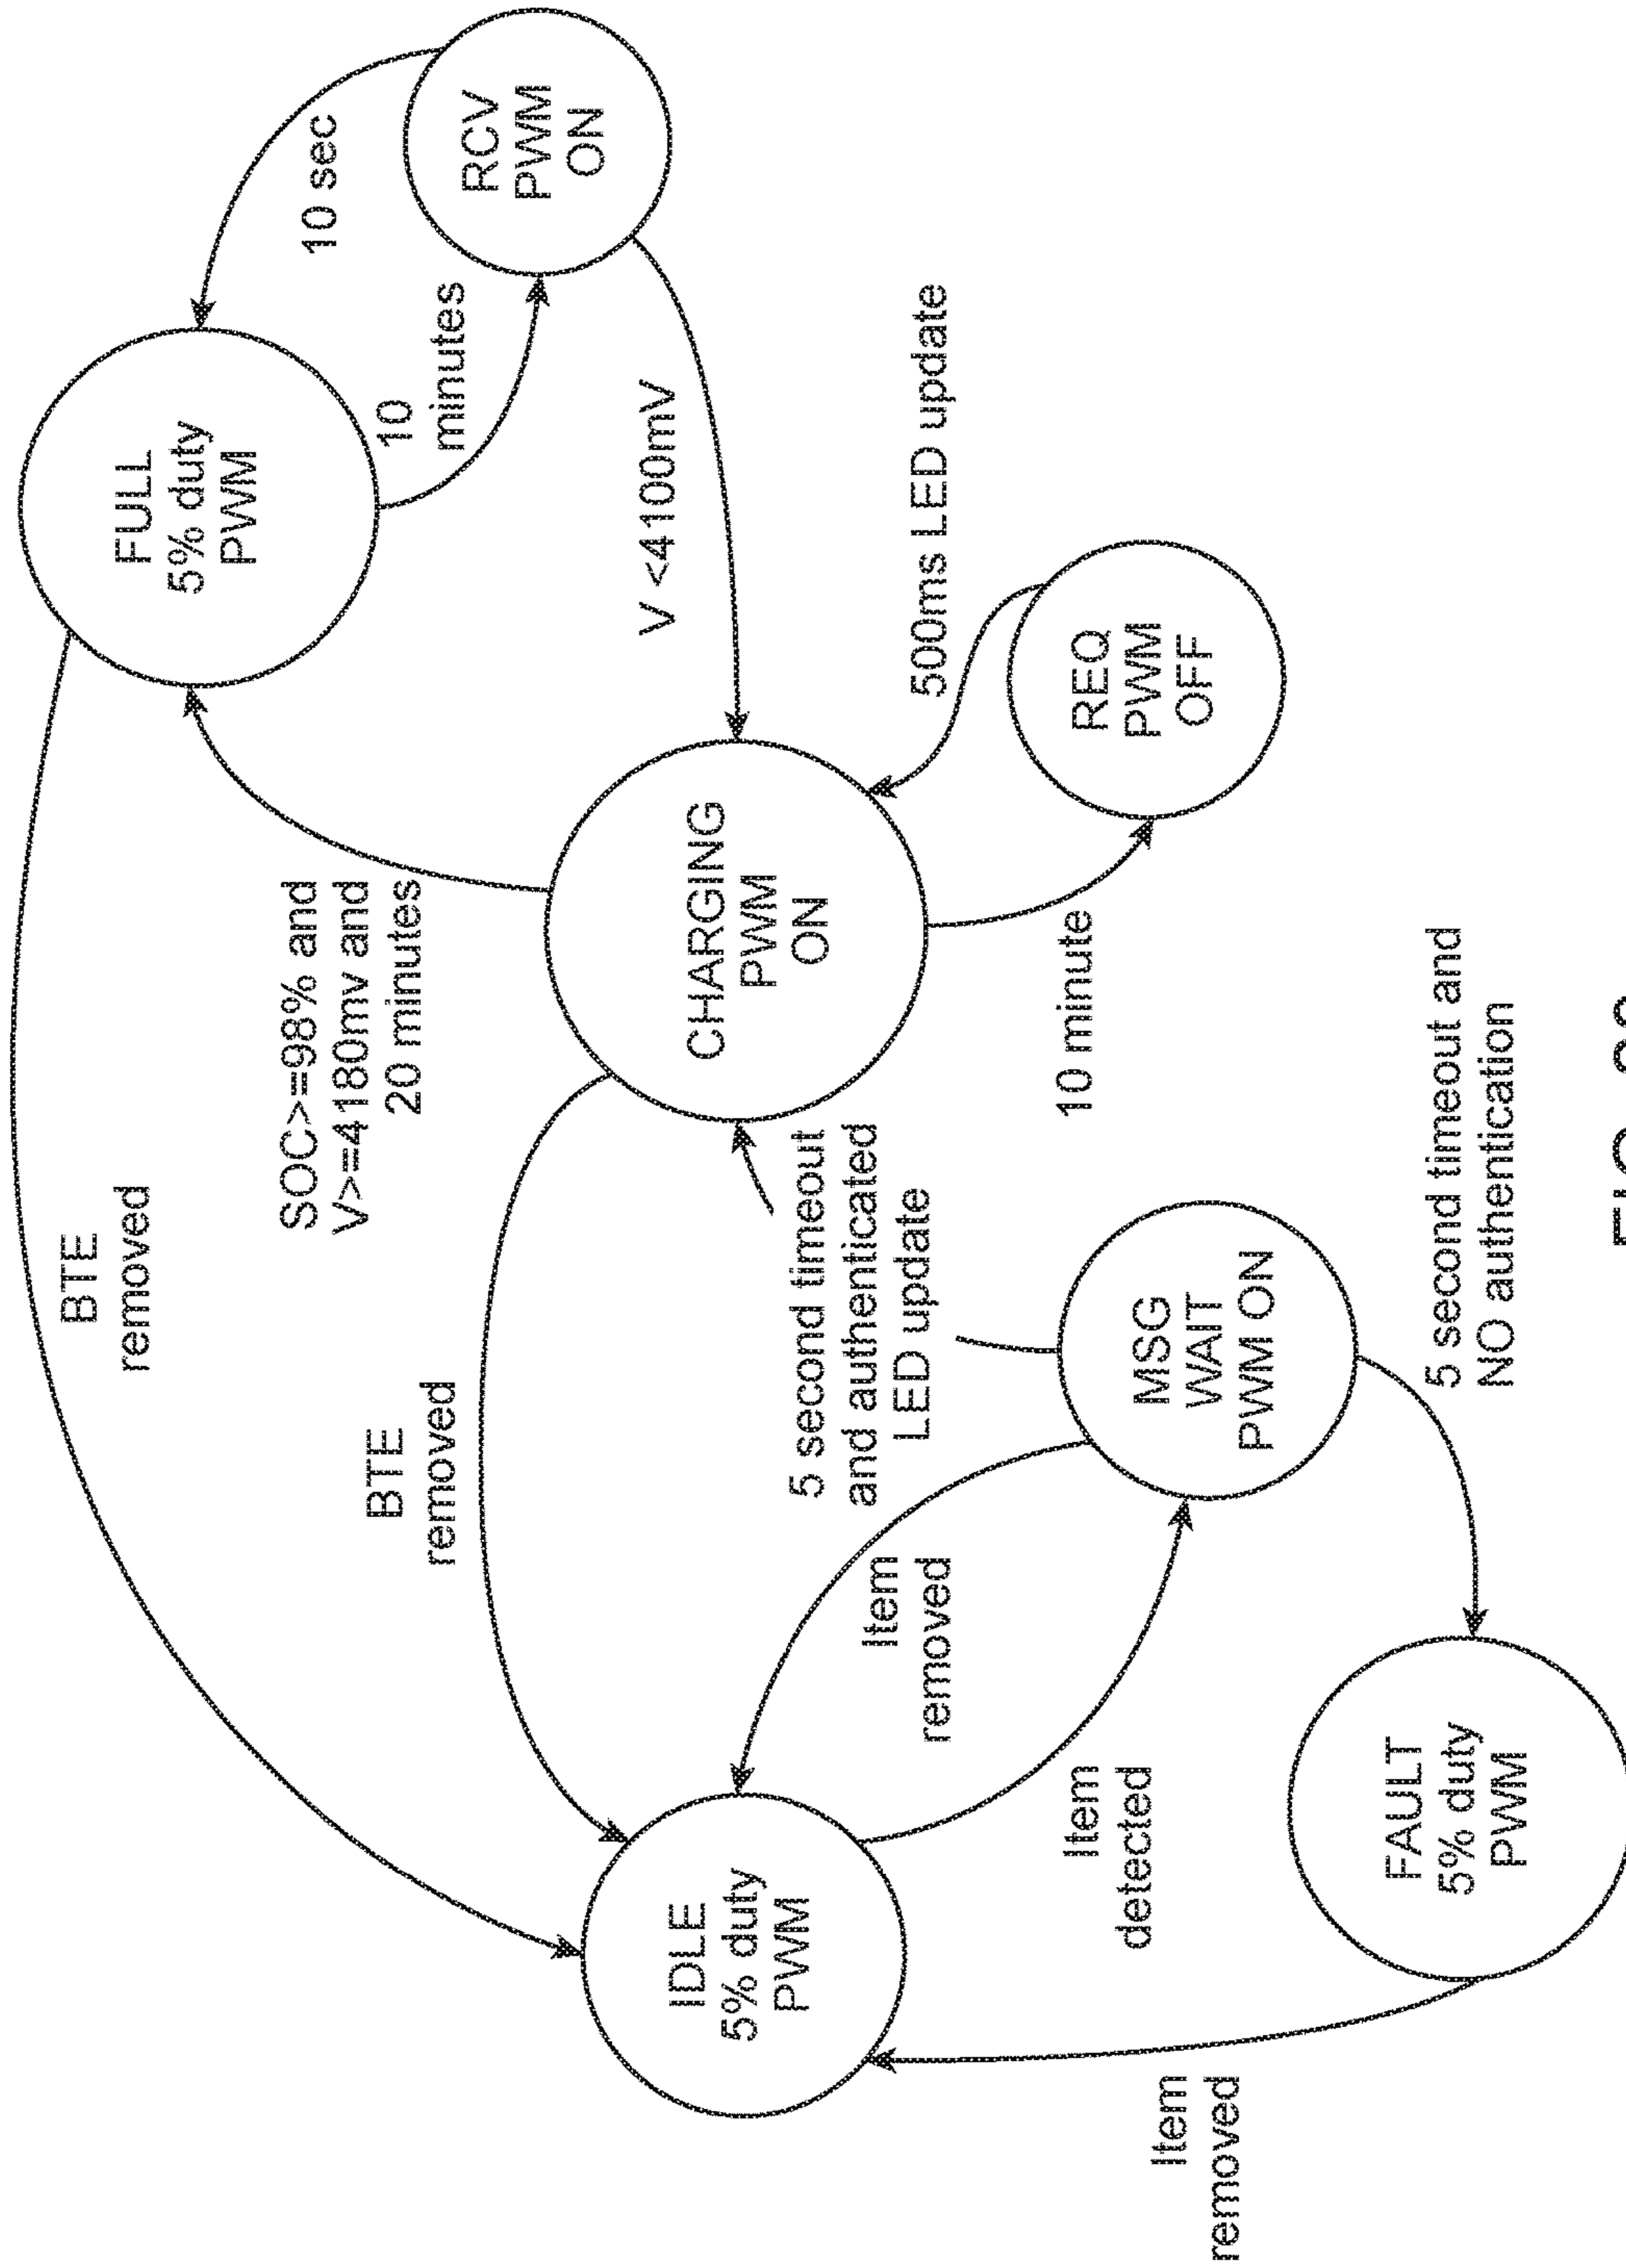 BTE
removed
FULL
5% duty
PWM
10 sec
SOC>=98% and
V>=4180mv and
20 minutes
10
minutes
BTE
removed
RCV
PWM
ON
V <4100mV
IDLE
5% duty
PWM
CHARGING
PWM
ON
5 second timeout
and authenticated
LED update
Item
removed
500ms LED update
10 minute
REQ
PWM
OFF
Item
detected
MSG
WAIT
PWM ON
Item
removed
FAULT
5% duty
PWM
5 second timeout and
NO authentication